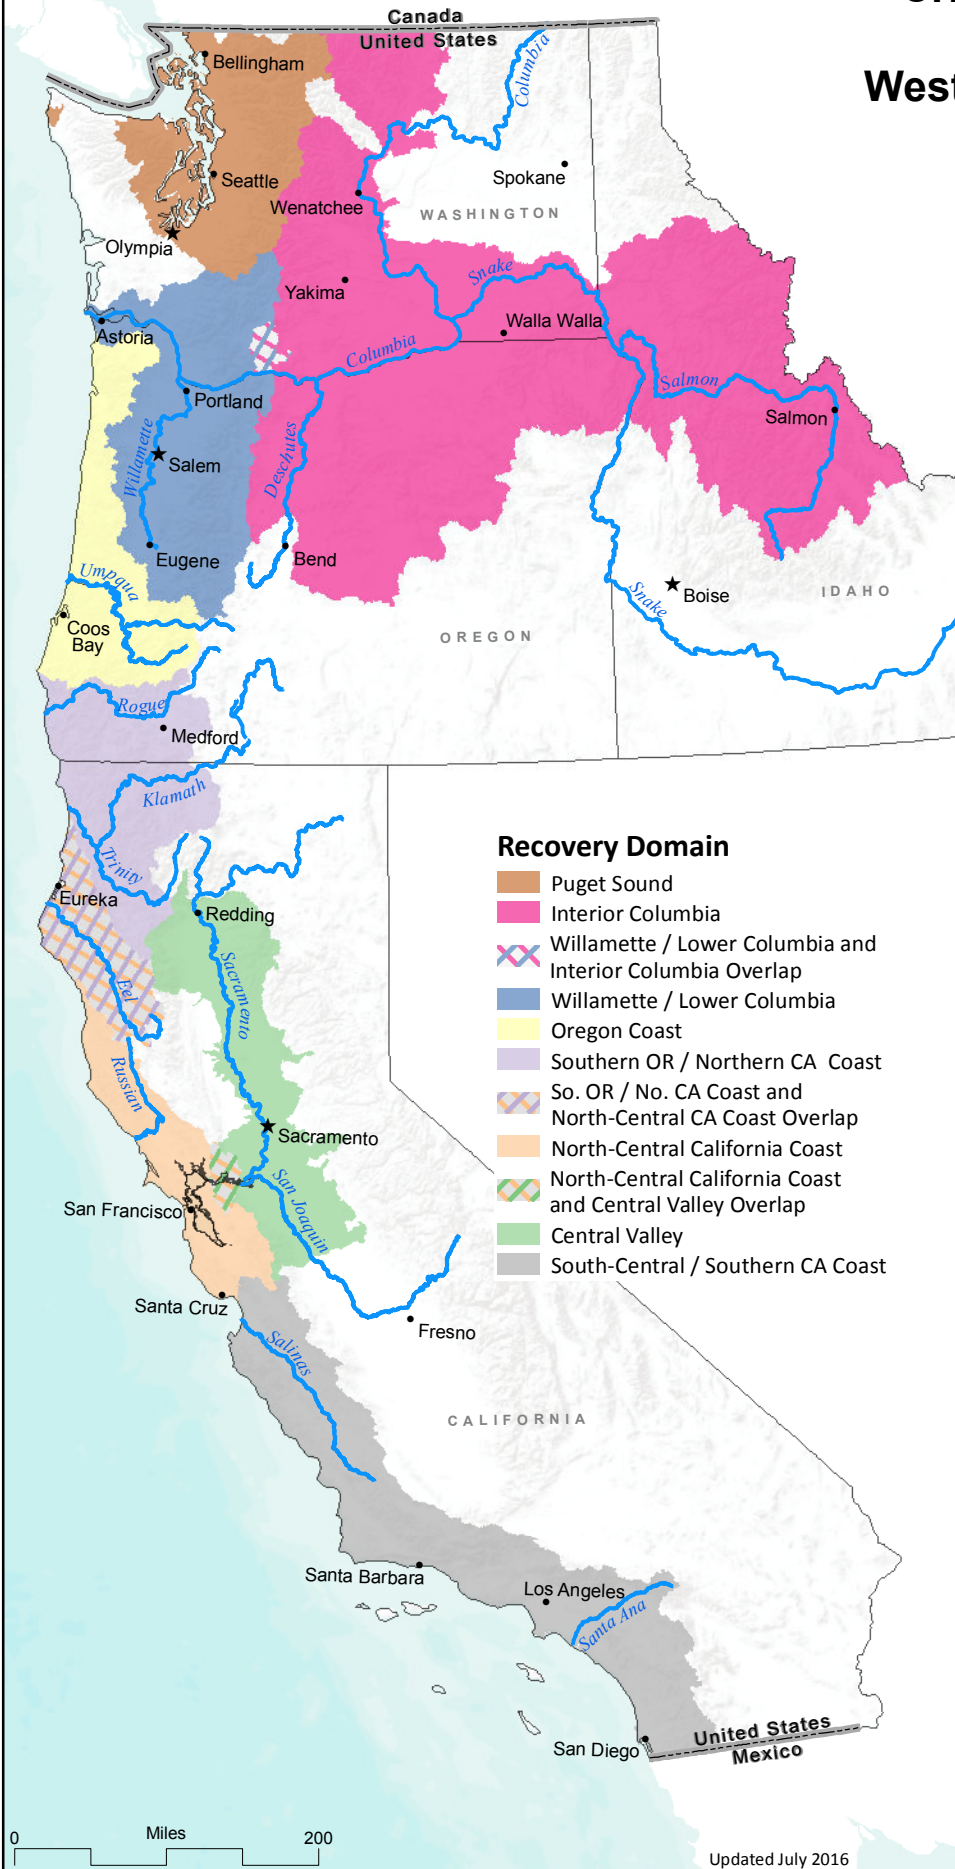 West
Canada
United States
Bellingham
Columbia
Seattle
Spokane
Wenatchee
WASHINGTON
Olympia
Snake
Yakima
Walla Walla
Astoria
Columbia
Salmon
Portland
Salmon
Willamette
Deschutes
Salem
Eugene
Bend
Umpqua
Boise
IDAHO
Snake
Coos
Bay
OREGON
Rogue
Medford
Klamath
Trinity
Eureka
Redding
Sacramento
Eel
Russian
Sacramento
San Joaquin
San Francisco
Santa Cruz
Fresno
Salinas
CALIFORNIA
Santa Barbara
Los Angeles
Santa Ana
San Diego
United States
Mexico
Recovery Domain
Puget Sound
Interior Columbia
Willamette / Lower Columbia and
Interior Columbia Overlap
Willamette / Lower Columbia
Oregon Coast
Southern OR / Northern CA Coast
So. OR / No. CA Coast and
North-Central CA Coast Overlap
North-Central California Coast
North-Central California Coast
and Central Valley Overlap
Central Valley
South-Central / Southern CA Coast
0 Miles 200
Updated July 2016